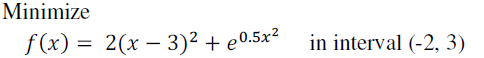 Minimize
f(x) = 2(x − 3)² + e^{0.5x²} in interval (-2, 3)